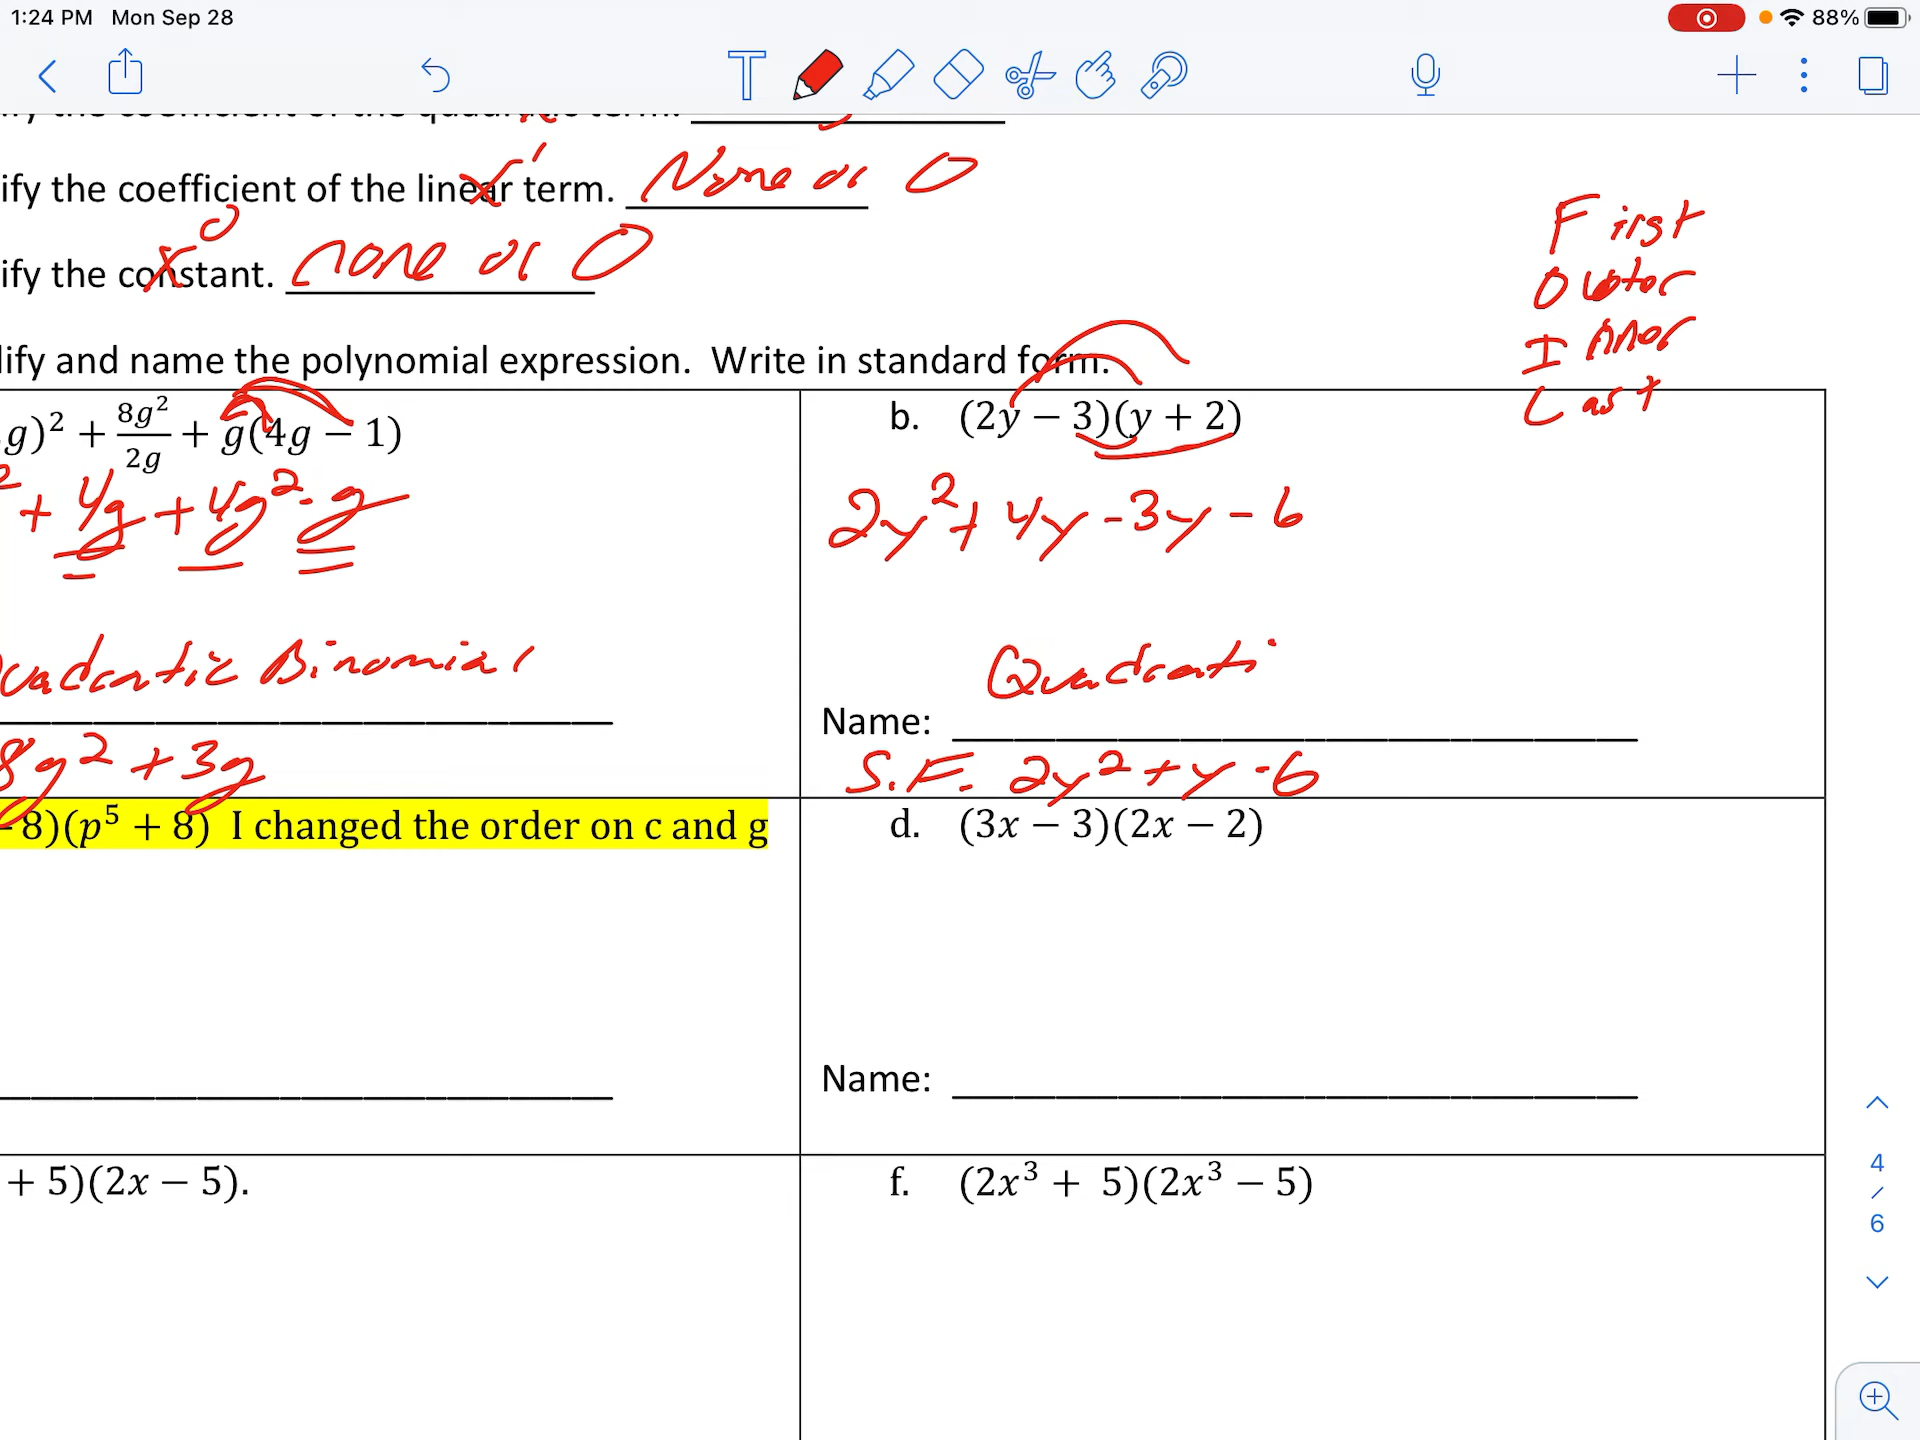 1:24 PM Mon Sep 28
88%
ify the coefficient of the linear term. None or 0
x¹
ify the constant. none or 0
x⁰
First
Outer
Inner
Last
lify and name the polynomial expression. Write in standard form.
g)² + 8g²/2g + g(4g − 1)
² + 4g + 4g² - g
uadratic Binomial
8g² + 3g
b. (2y − 3)(y + 2)
2y² + 4y - 3y - 6
Quadrati
Name:
S.F. 2y² + y - 6
− 8)(p⁵ + 8) I changed the order on c and g
d. (3x − 3)(2x − 2)
Name:
+ 5)(2x − 5).
f. (2x³ + 5)(2x³ − 5)
4
/
6